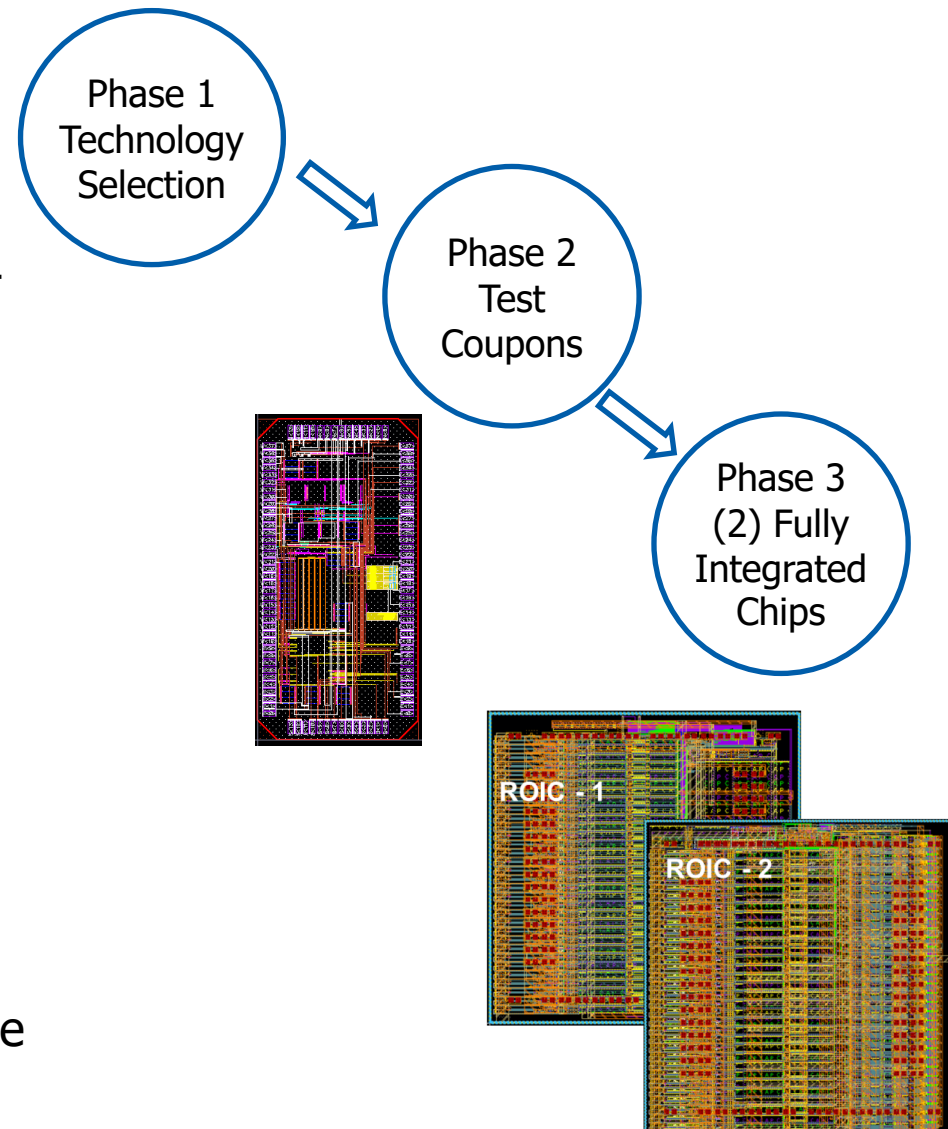 Phase 1
Technology
Selection
Phase 2
Test
Coupons
Phase 3
(2) Fully
Integrated
Chips
ROIC - 1
ROIC - 2